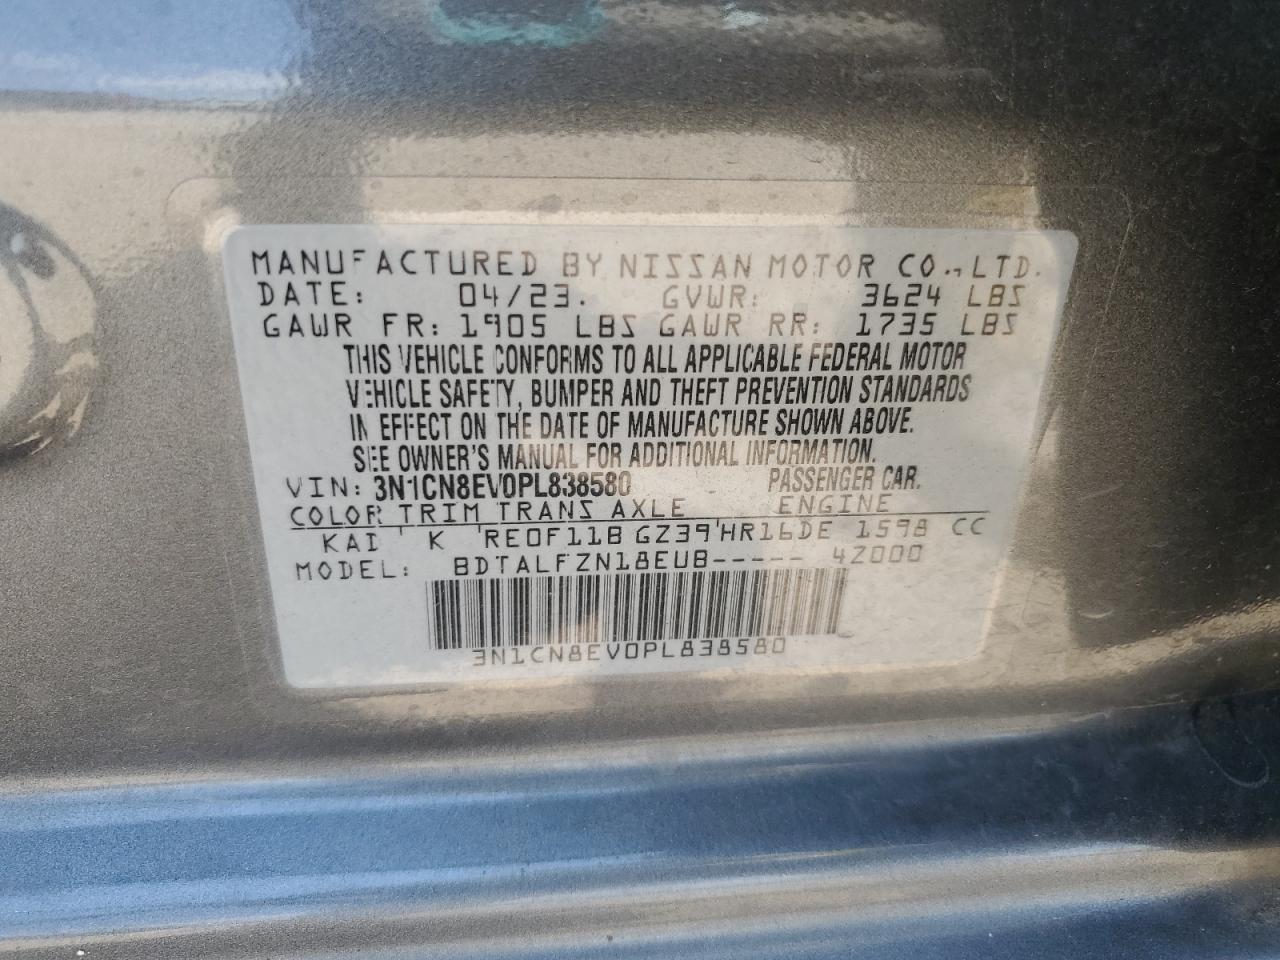 MANUFACTURED BY NISSAN MOTOR CO.,LTD.
DATE: 04/23. GVWR: 3624 LBS
GAWR FR: 1905 LBS GAWR RR: 1735 LBS
THIS VEHICLE CONFORMS TO ALL APPLICABLE FEDERAL MOTOR
VEHICLE SAFETY, BUMPER AND THEFT PREVENTION STANDARDS
IN EFFECT ON THE DATE OF MANUFACTURE SHOWN ABOVE.
SEE OWNER'S MANUAL FOR ADDITIONAL INFORMATION.
VIN: 3N1CN8EV0PL838580 PASSENGER CAR.
COLOR TRIM TRANS AXLE ENGINE
KAD K RE0F11B GZ39 HR16DE 1598 CC
MODEL: BDTALFZN18EUB----- 42000
3N1CN8EV0PL838580